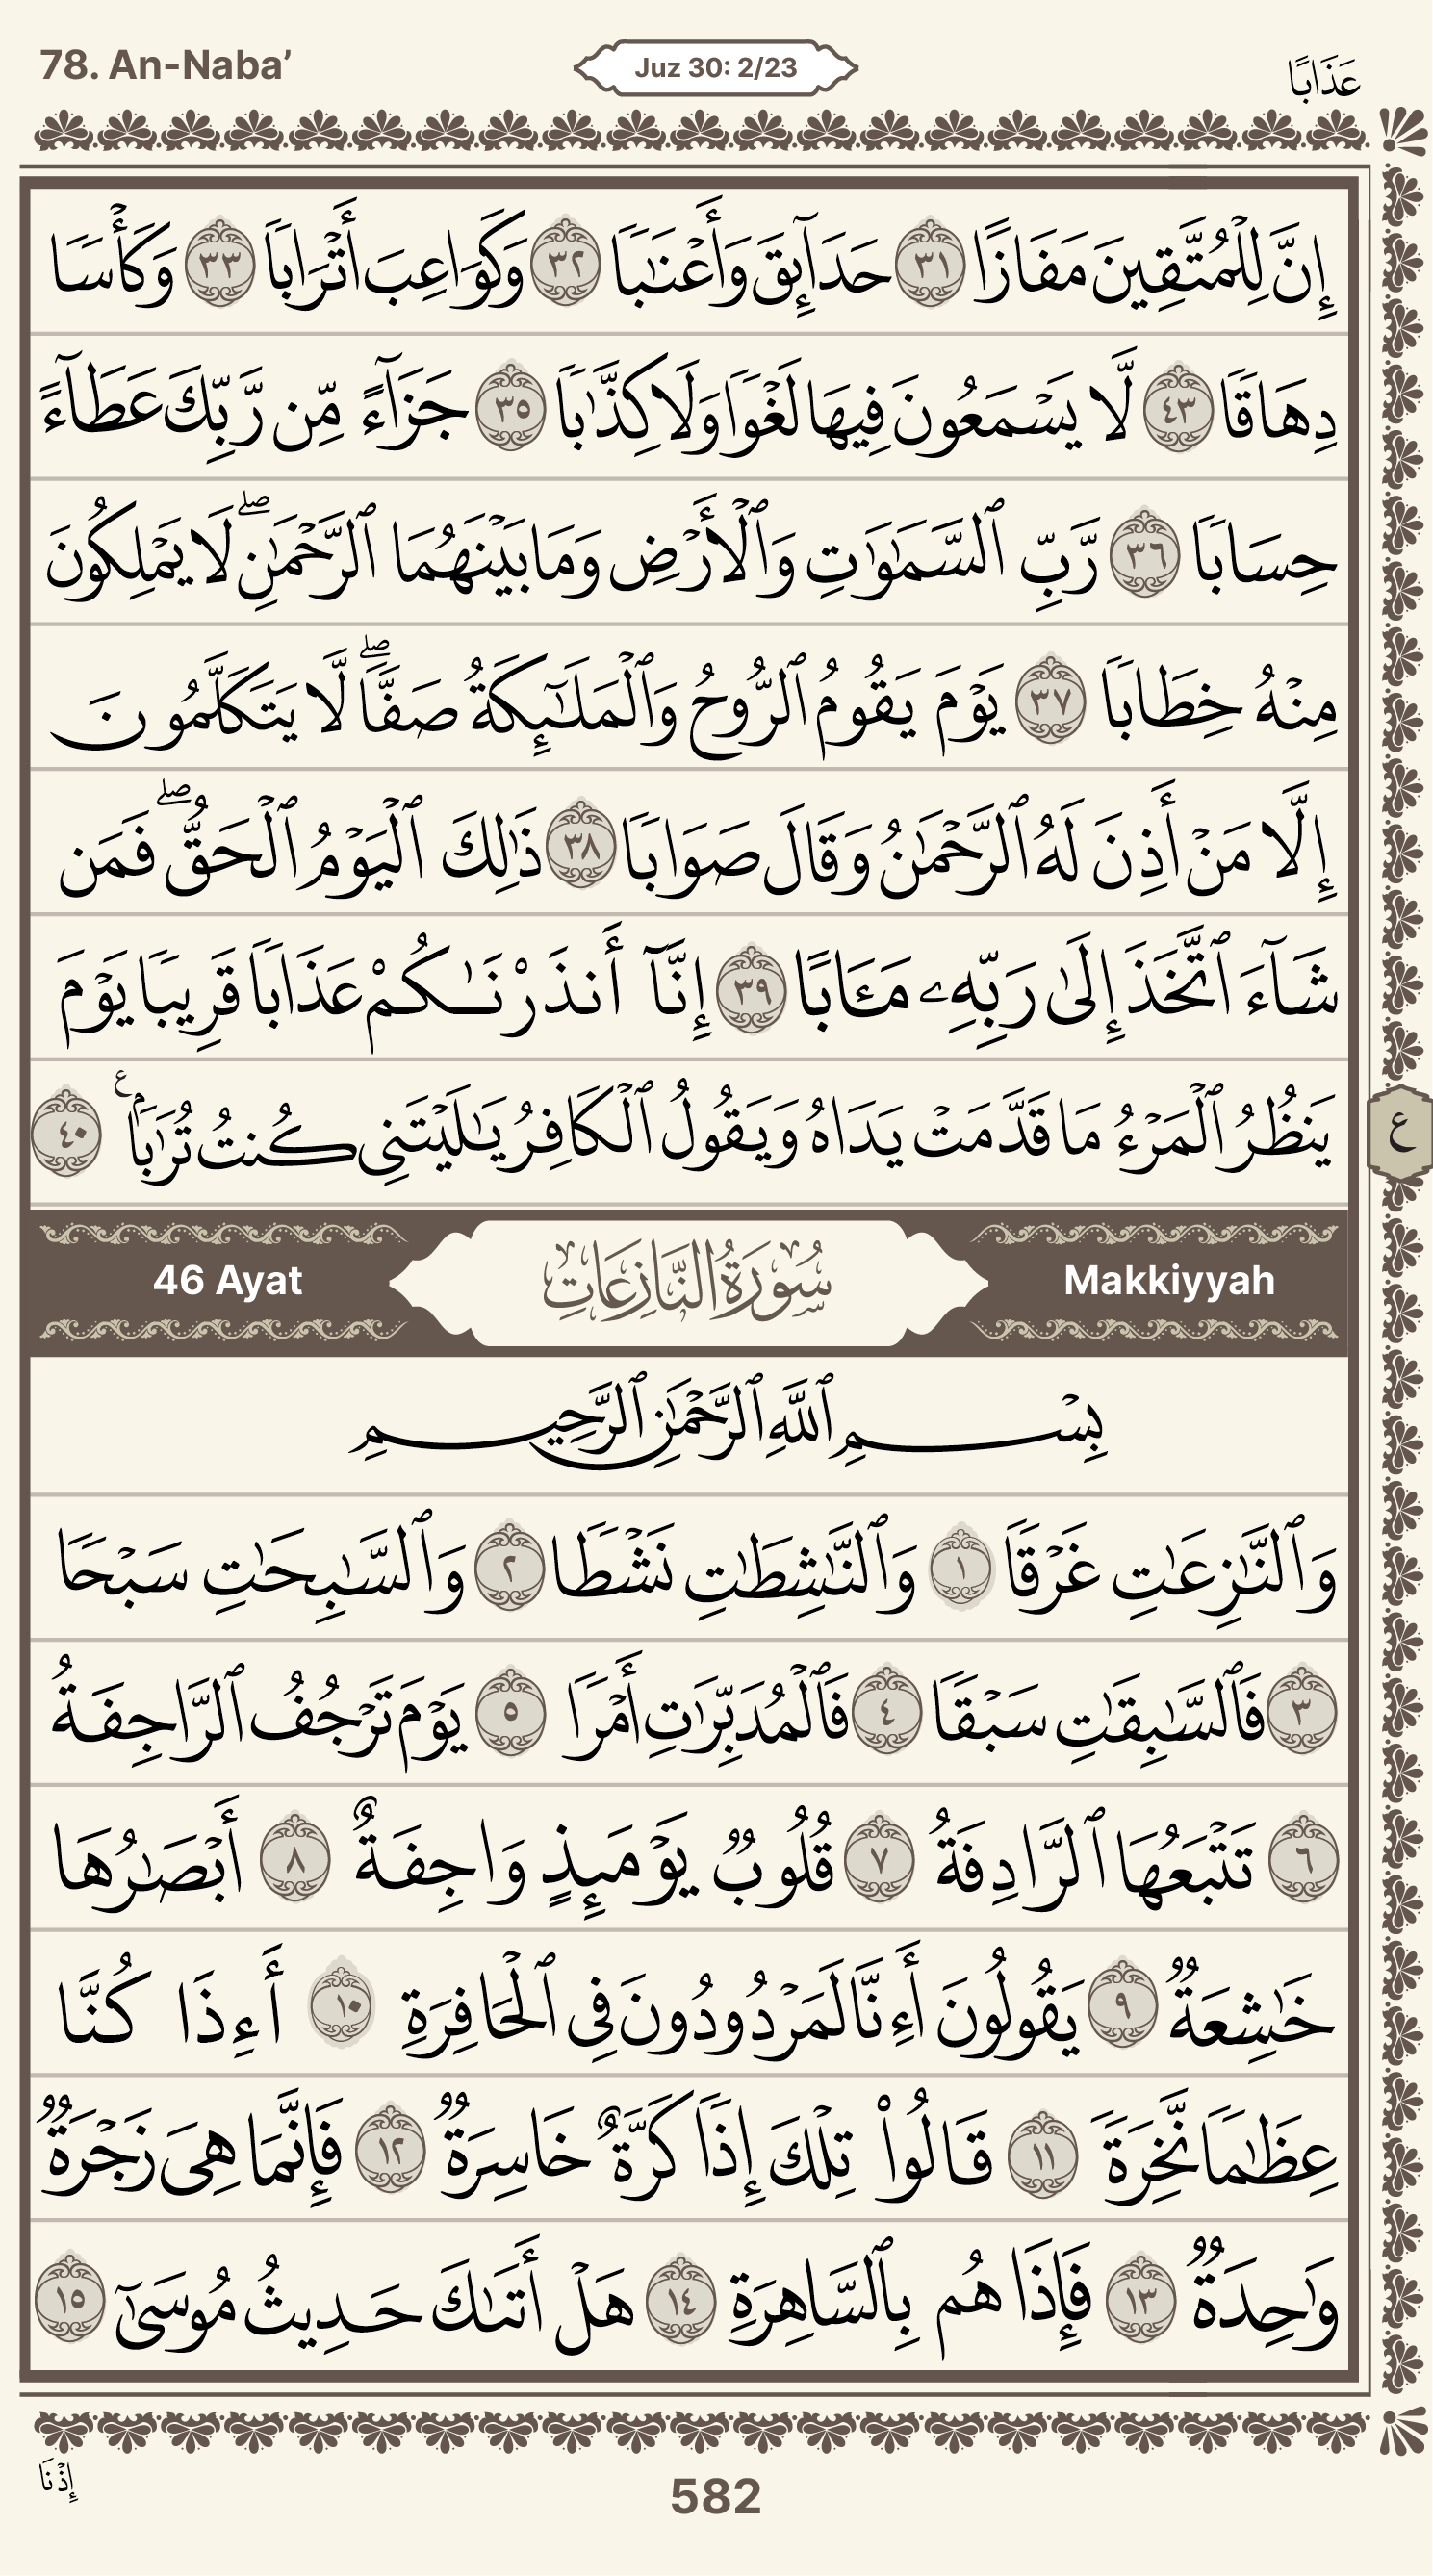 78. An-Naba’
Juz 30: 2/23
عَذَابًا
إِنَّ لِلْمُتَّقِينَ مَفَازًا ٣١ حَدَآئِقَ وَأَعْنَـٰبًا ٣٢ وَكَوَاعِبَ أَتْرَابًا ٣٣ وَكَأْسًا
دِهَاقًا ٤٣ لَّا يَسْمَعُونَ فِيهَا لَغْوًا وَلَا كِذَّٰبًا ٣٥ جَزَآءً مِّن رَّبِّكَ عَطَآءً
حِسَابًا ٣٦ رَّبِّ ٱلسَّمَـٰوَٰتِ وَٱلْأَرْضِ وَمَا بَيْنَهُمَا ٱلرَّحْمَـٰنِ ۖ لَا يَمْلِكُونَ
مِنْهُ خِطَابًا ٣٧ يَوْمَ يَقُومُ ٱلرُّوحُ وَٱلْمَلَـٰٓئِكَةُ صَفًّا ۖ لَّا يَتَكَلَّمُونَ
إِلَّا مَنْ أَذِنَ لَهُ ٱلرَّحْمَـٰنُ وَقَالَ صَوَابًا ٣٨ ذَٰلِكَ ٱلْيَوْمُ ٱلْحَقُّ ۖ فَمَن
شَآءَ ٱتَّخَذَ إِلَىٰ رَبِّهِۦ مَـَٔابًا ٣٩ إِنَّآ أَنذَرْنَـٰكُمْ عَذَابًا قَرِيبًا يَوْمَ
يَنظُرُ ٱلْمَرْءُ مَا قَدَّمَتْ يَدَاهُ وَيَقُولُ ٱلْكَافِرُ يَـٰلَيْتَنِى كُنتُ تُرَٰبًۢا ع ٤٠
ع
46 Ayat
سُورَةُ النَّازِعَاتِ
Makkiyyah
بِسْمِ ٱللَّهِ ٱلرَّحْمَـٰنِ ٱلرَّحِيمِ
وَٱلنَّـٰزِعَـٰتِ غَرْقًا ١ وَٱلنَّـٰشِطَـٰتِ نَشْطًا ٢ وَٱلسَّـٰبِحَـٰتِ سَبْحًا
٣ فَٱلسَّـٰبِقَـٰتِ سَبْقًا ٤ فَٱلْمُدَبِّرَٰتِ أَمْرًا ٥ يَوْمَ تَرْجُفُ ٱلرَّاجِفَةُ
٦ تَتْبَعُهَا ٱلرَّادِفَةُ ٧ قُلُوبٌ يَوْمَئِذٍ وَاجِفَةٌ ٨ أَبْصَـٰرُهَا
خَـٰشِعَةٌ ٩ يَقُولُونَ أَءِنَّا لَمَرْدُودُونَ فِى ٱلْحَافِرَةِ ١٠ أَءِذَا كُنَّا
عِظَـٰمًا نَّخِرَةً ١١ قَالُوا۟ تِلْكَ إِذًا كَرَّةٌ خَاسِرَةٌ ١٢ فَإِنَّمَا هِىَ زَجْرَةٌ
وَٰحِدَةٌ ١٣ فَإِذَا هُم بِٱلسَّاهِرَةِ ١٤ هَلْ أَتَىٰكَ حَدِيثُ مُوسَىٰٓ ١٥
إِذْنَا
582